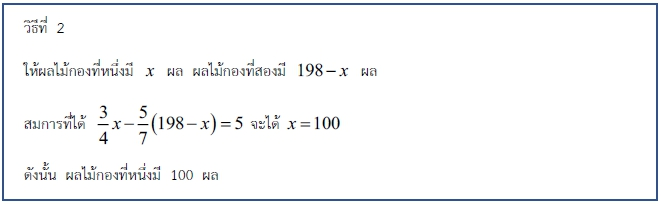 วิธีที่ 2
ให้ผลไม้กองที่หนึ่งมี x ผล ผลไม้กองที่สองมี 198 − x ผล
สมการที่ได้ 3/4 x − 5/7 (198 − x) = 5 จะได้ x = 100
ดังนั้น ผลไม้กองที่หนึ่งมี 100 ผล